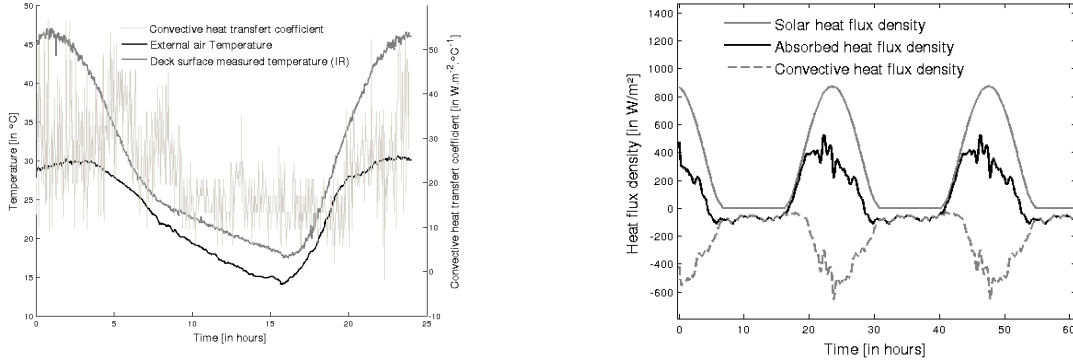 50
45
40
35
30
25
20
15
10
Temperature [in °C]
Convective heat transfert coefficient
External air Temperature
Deck surface measured temperature (IR)
50
40
30
20
10
0
-10
Convective heat transfert coefficient [in W.m-2.°C-1]
0 5 10 15 20 25
Time [in hours]
1400
1200
1000
800
600
400
200
0
-200
-400
-600
Heat flux density [in W/m²]
Solar heat flux density
Absorbed heat flux density
Convective heat flux density
0 10 20 30 40 50 60
Time [in hours]